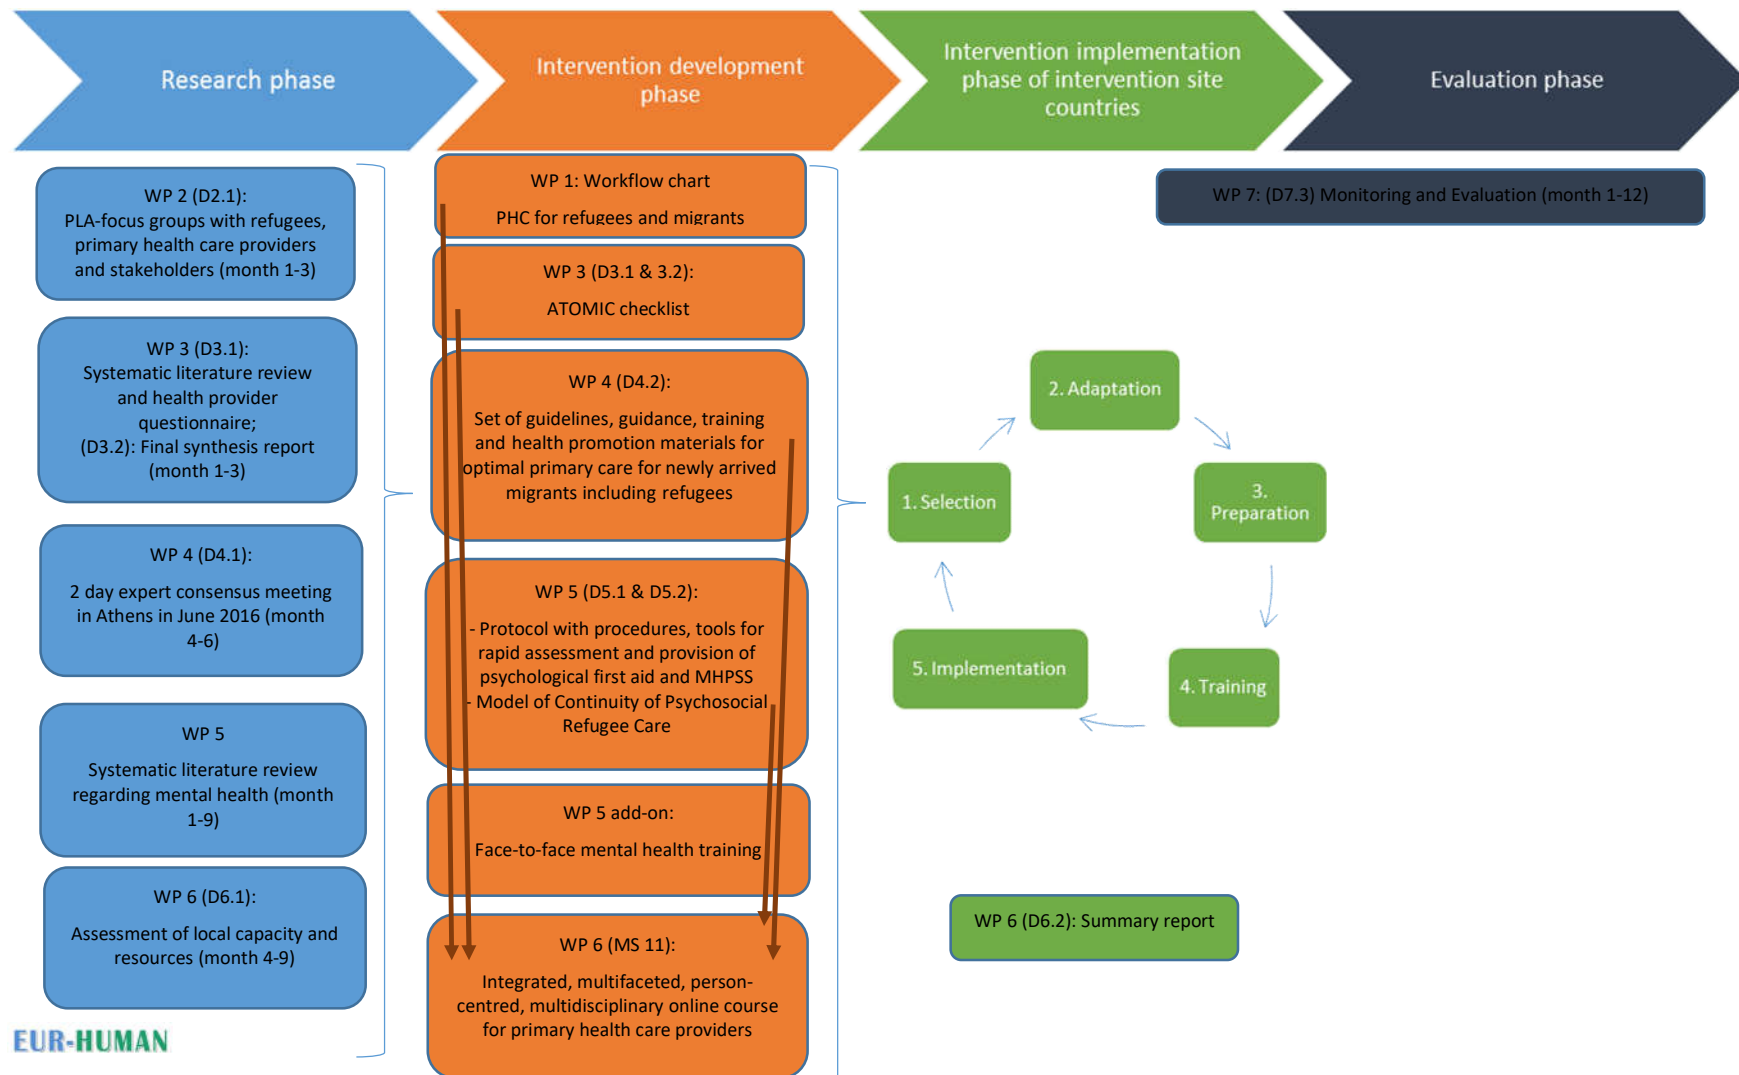 Research phase
Intervention development
phase
Intervention implementation
phase of intervention site
countries
Evaluation phase
WP 2 (D2.1):
PLA-focus groups with refugees,
primary health care providers
and stakeholders (month 1-3)
WP 3 (D3.1):
Systematic literature review
and health provider
questionnaire;
(D3.2): Final synthesis report
(month 1-3)
WP 4 (D4.1):
2 day expert consensus meeting
in Athens in June 2016 (month
4-6)
WP 5
Systematic literature review
regarding mental health (month
1-9)
WP 6 (D6.1):
Assessment of local capacity and
resources (month 4-9)
EUR-HUMAN
WP 1: Workflow chart
PHC for refugees and migrants
WP 3 (D3.1 & 3.2):
ATOMIC checklist
WP 4 (D4.2):
Set of guidelines, guidance, training
and health promotion materials for
optimal primary care for newly arrived
migrants including refugees
WP 5 (D5.1 & D5.2):
- Protocol with procedures, tools for
rapid assessment and provision of
psychological first aid and MHPSS
- Model of Continuity of Psychosocial
Refugee Care
WP 5 add-on:
Face-to-face mental health training
WP 6 (MS 11):
Integrated, multifaceted, person-
centred, multidisciplinary online course
for primary health care providers
WP 7: (D7.3) Monitoring and Evaluation (month 1-12)
1. Selection
2. Adaptation
3.
Preparation
4. Training
5. Implementation
WP 6 (D6.2): Summary report